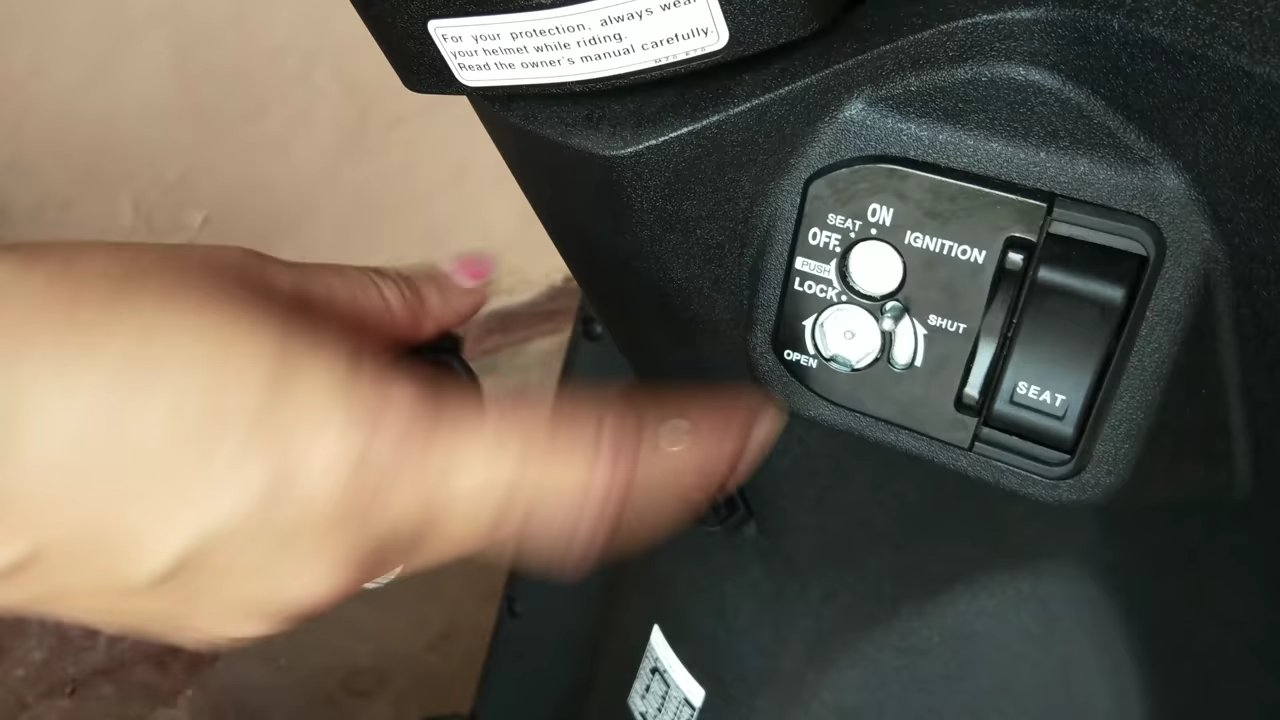 For your protection, always wear
your helmet while riding.
Read the owner's manual carefully.
ON
SEAT
OFF
IGNITION
PUSH
LOCK
SHUT
OPEN
SEAT